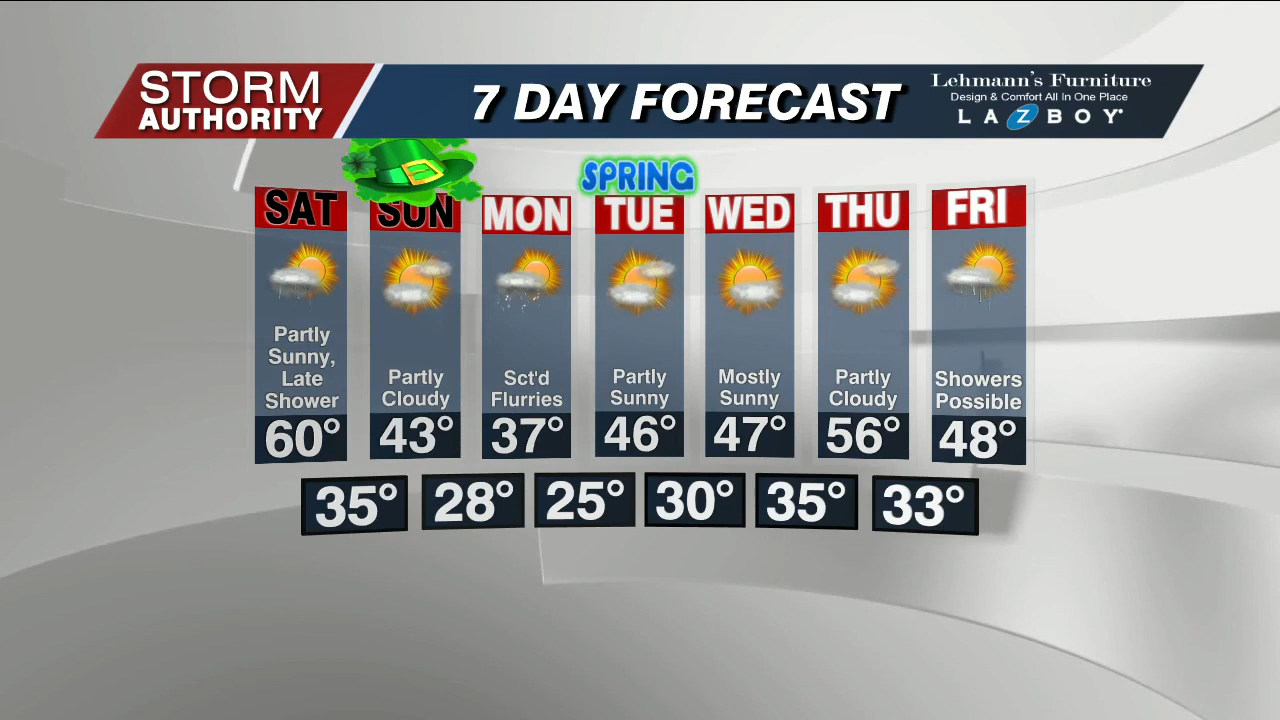 STORM
AUTHORITY
7 DAY FORECAST
Lehmann's Furniture
Design & Comfort All In One Place
LA Z BOY®
SPRING
SAT
SUN
MON
TUE
WED
THU
FRI
Partly
Sunny,
Late
Shower
Partly
Cloudy
Sct'd
Flurries
Partly
Sunny
Mostly
Sunny
Partly
Cloudy
Showers
Possible
60° 43° 37° 46° 47° 56° 48°
35° 28° 25° 30° 35° 33°